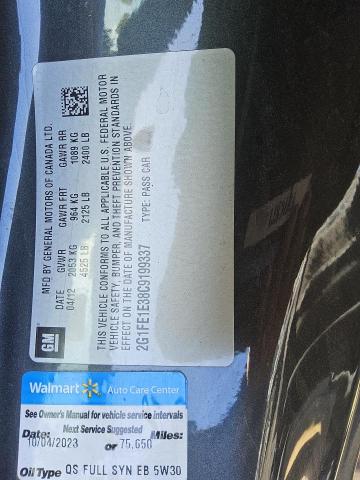 GM
MFD BY GENERAL MOTORS OF CANADA LTD.
DATE GVWR GAWR FRT GAWR RR
04/12 2053 KG 964 KG 1089 KG
4525 LB 2125 LB 2400 LB
THIS VEHICLE CONFORMS TO ALL APPLICABLE U.S. FEDERAL MOTOR
VEHICLE SAFETY, BUMPER, AND THEFT PREVENTION STANDARDS IN
EFFECT ON THE DATE OF MANUFACTURE SHOWN ABOVE.
2G1FE1E38C9199337 TYPE: PASS CAR
Walmart Auto Care Center
See Owner's Manual for vehicle service intervals
Next Service Suggested
Date: Miles:
10/04/2023 or 75,650
Oil Type QS FULL SYN EB 5W30